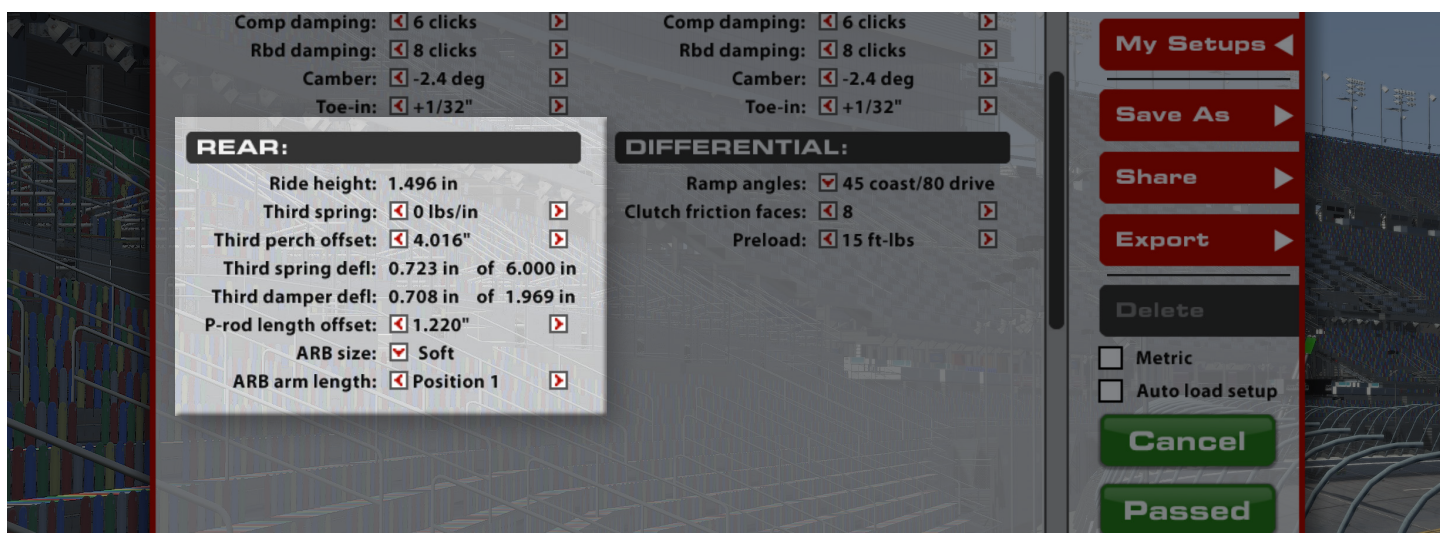 Comp damping: 6 clicks
Rbd damping: 8 clicks
Camber: -2.4 deg
Toe-in: +1/32"
Comp damping: 6 clicks
Rbd damping: 8 clicks
Camber: -2.4 deg
Toe-in: +1/32"
REAR:
Ride height: 1.496 in
Third spring: 0 lbs/in
Third perch offset: 4.016"
Third spring defl: 0.723 in of 6.000 in
Third damper defl: 0.708 in of 1.969 in
P-rod length offset: 1.220"
ARB size: Soft
ARB arm length: Position 1
DIFFERENTIAL:
Ramp angles: 45 coast/80 drive
Clutch friction faces: 8
Preload: 15 ft-lbs
My Setups
Save As
Share
Export
Delete
Metric
Auto load setup
Cancel
Passed